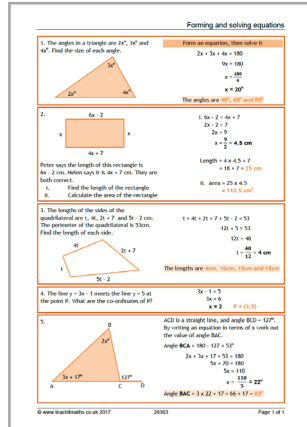 Forming and solving equations
1. The angles in a triangle are 2x°, 3x° and
4x°. Find the size of each angle.
3x°
2x°
4x°
Form an equation, then solve it
2x + 3x + 4x = 180
9x = 180
x = 180/9
x = 20°
The angles are 40°, 60° and 80°
2.
6x - 2
x
x
4x + 7
Peter says the length of this rectangle is
6x - 2 cm. Helen says it is 4x + 7 cm. They are
both correct.
i. Find the length of the rectangle
ii. Calculate the area of the rectangle
i. 6x - 2 = 4x + 7
2x - 2 = 7
2x = 9
x = 9/2 = 4.5 cm
Length = 4 x 4.5 + 7
= 18 + 7 = 25 cm
ii. Area = 25 x 4.5
= 112.5 cm²
3. The lengths of the sides of the
quadrilateral are t, 4t, 2t + 7 and 5t - 2 cm.
The perimeter of the quadrilateral is 53cm.
Find the length of each side.
4t
2t + 7
t
5t - 2
t + 4t + 2t + 7 + 5t - 2 = 53
12t + 5 = 53
12t = 48
t = 48/12 = 4 cm
The lengths are 4cm, 16cm, 15cm and 18cm
4. The line y = 3x - 1 meets the line y = 5 at
the point P. What are the co-ordinates of P?
3x - 1 = 5
3x = 6
x = 2 P = (2,5)
5.
B
2x°
3x + 17°
127°
A
C
D
ACD is a straight line, and angle BCD = 127°.
By writing an equation in terms of x work out
the value of angle BAC.
Angle BCA = 180 - 127 = 53°
2x + 3x + 17 + 53 = 180
5x + 70 = 180
5x = 110
x = 110/5 = 22°
Angle BAC = 3 x 22 + 17 = 66 + 17 = 83°
© www.teachitmaths.co.uk 2017
28363
Page 1 of 1